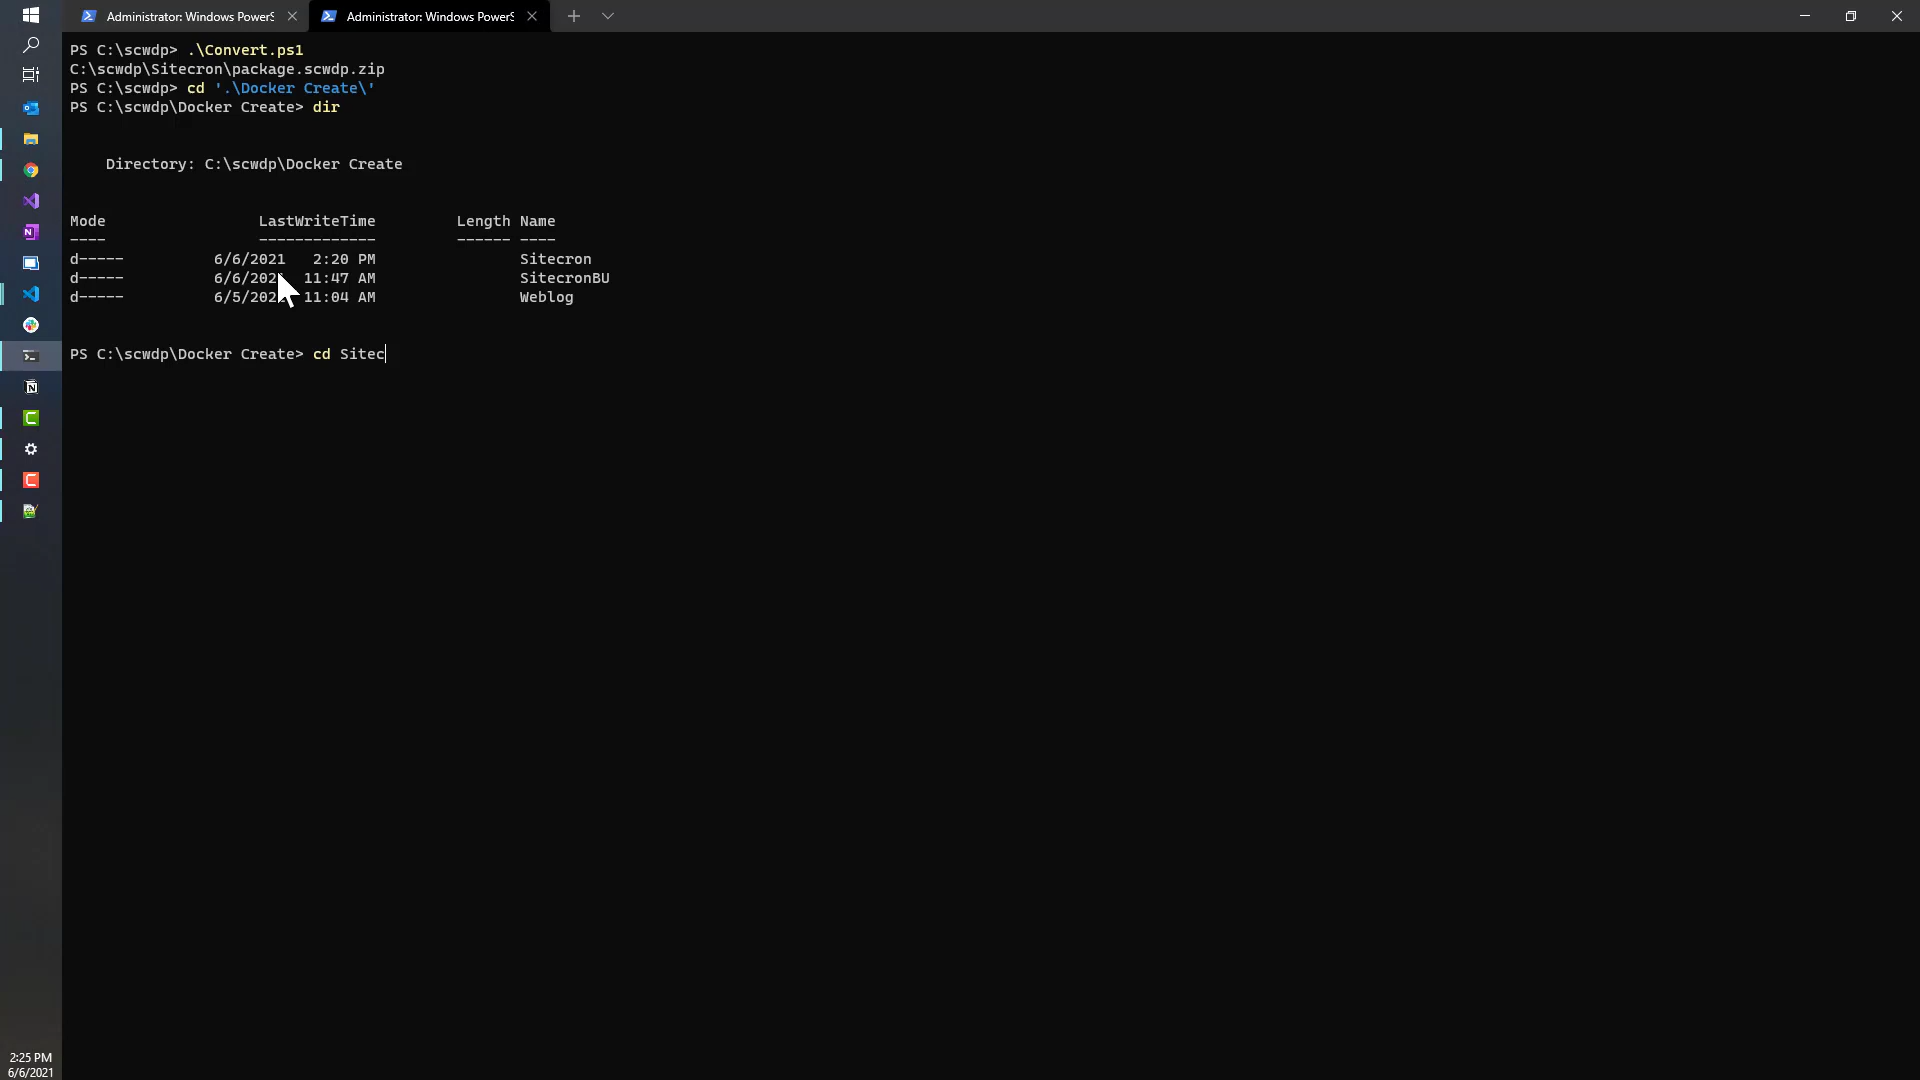 Administrator: Windows PowerS
Administrator: Windows PowerS
PS C:\scwdp> .\Convert.ps1
C:\scwdp\Sitecron\package.scwdp.zip
PS C:\scwdp> cd '.\Docker Create\'
PS C:\scwdp\Docker Create> dir
Directory: C:\scwdp\Docker Create
Mode LastWriteTime Length Name
---- ------------- ------ ----
d----- 6/6/2021 2:20 PM Sitecron
d----- 6/6/2021 11:47 AM SitecronBU
d----- 6/5/2021 11:04 AM Weblog
PS C:\scwdp\Docker Create> cd Sitec
2:25 PM
6/6/2021